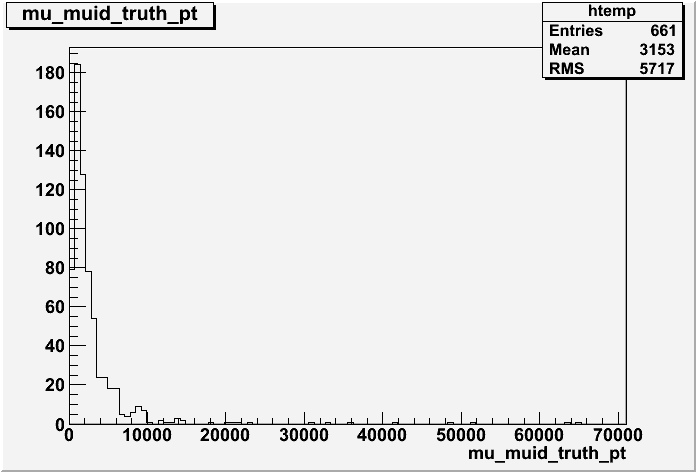 mu_muid_truth_pt
htemp
Entries 661
Mean 3153
RMS 5717
180
160
140
120
100
80
60
40
20
0
0 10000 20000 30000 40000 50000 60000 70000
mu_muid_truth_pt